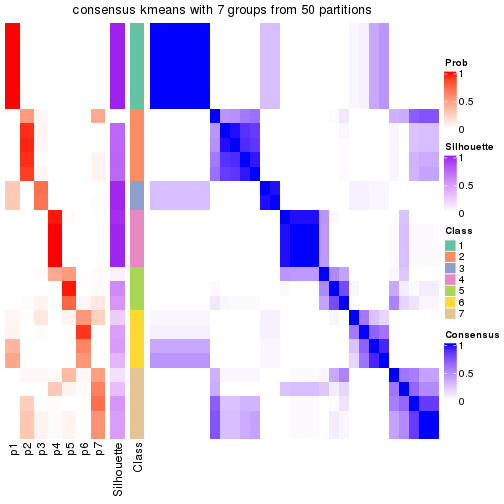 consensus kmeans with 7 groups from 50 partitions
Prob
1
0.5
0
Silhouette
1
0.5
0
Class
1
2
3
4
5
6
7
Consensus
1
0.5
0
p1
p2
p3
p4
p5
p6
p7
Silhouette
Class